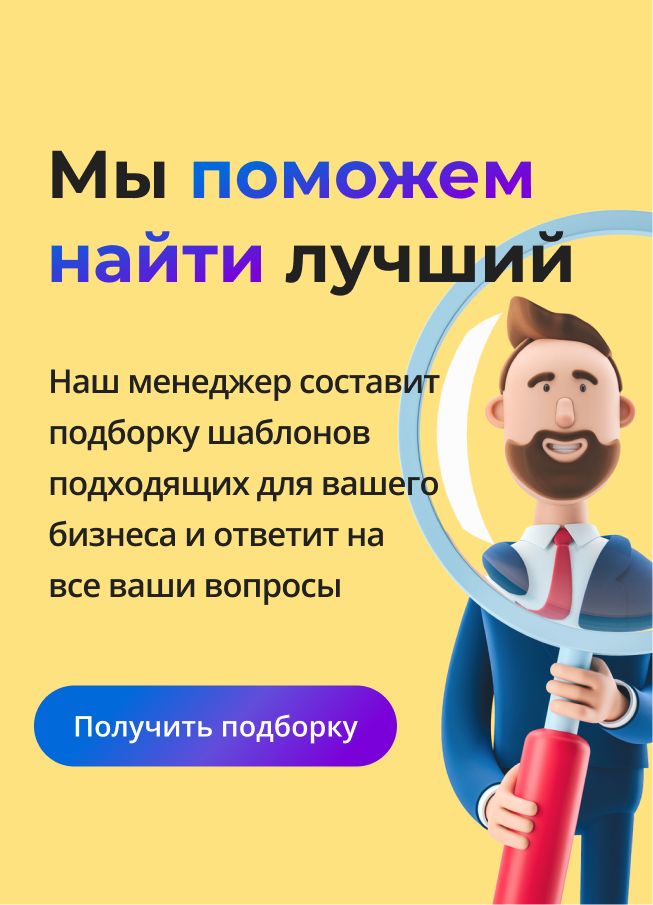 Мы поможем
найти лучший
Наш менеджер составит
подборку шаблонов
подходящих для вашего
бизнеса и ответит на
все ваши вопросы
Получить подборку